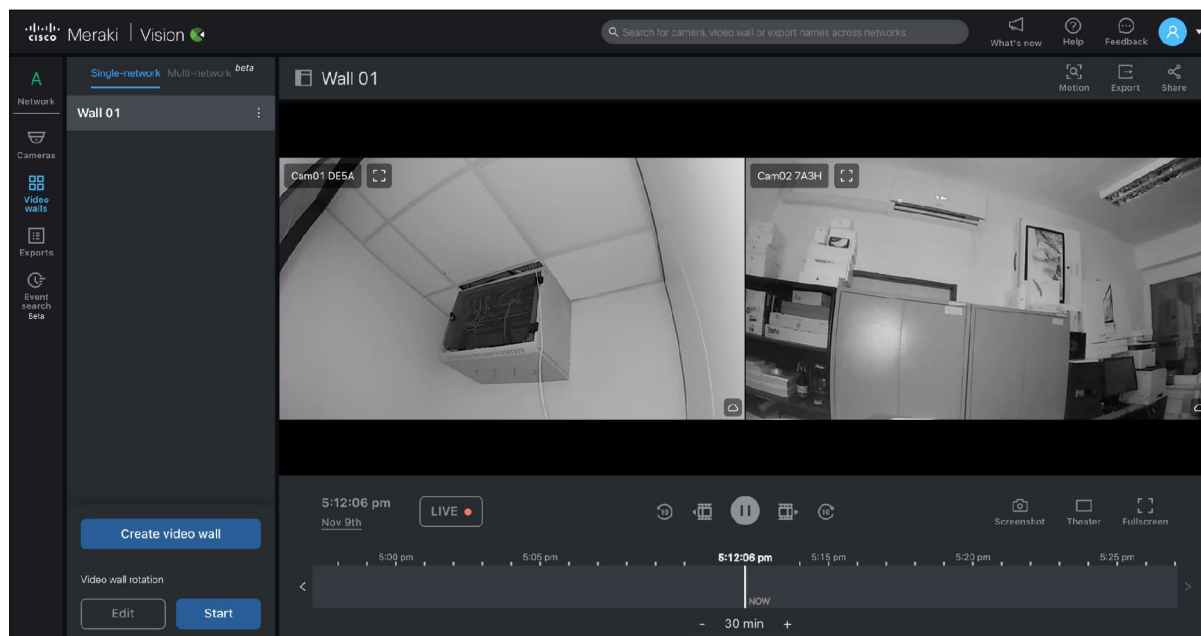 cisco Meraki Vision
Search for camera, video wall or export names across networks
What's new
Help
Feedback
A
Network
Cameras
Video
walls
Exports
Event
search
Beta
Single-network Multi-network beta
Wall 01
Wall 01
Motion
Export
Share
Cam01 DE5A
Cam02 7A3H
5:12:06 pm
Nov 9th
LIVE
10
10
Screenshot
Theater
Fullscreen
Create video wall
Video wall rotation
Edit
Start
5:00 pm 5:05 pm 5:12:06 pm 5:15 pm 5:20 pm 5:25 pm
NOW
- 30 min +